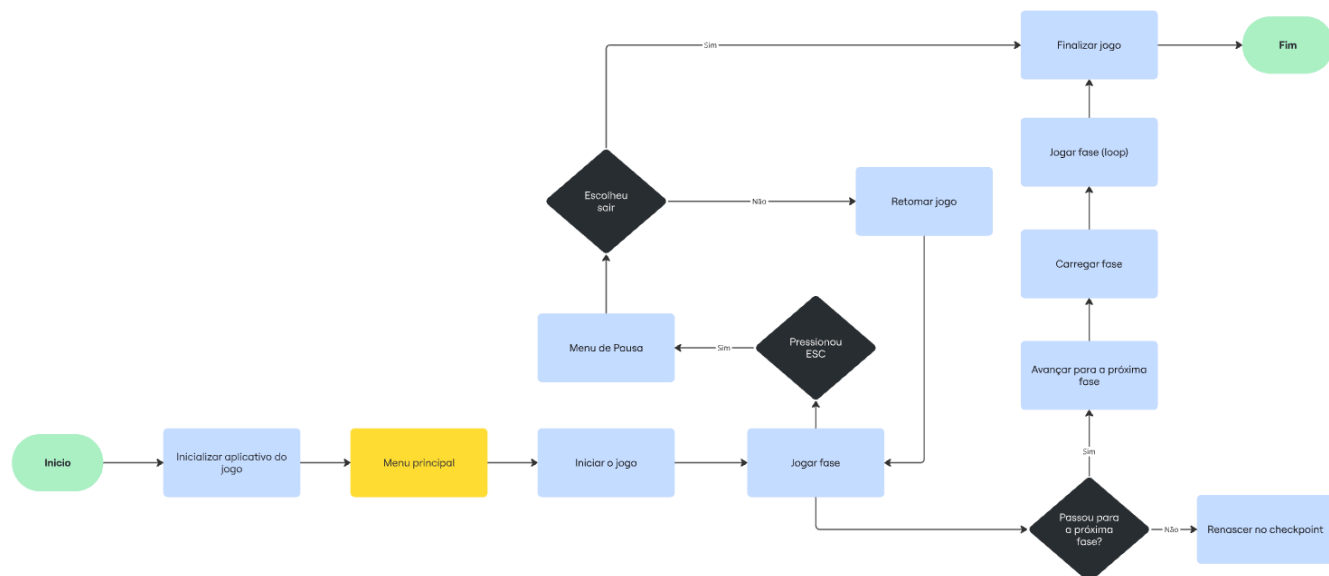 Sim
Finalizar jogo
Fim
Jogar fase (loop)
Escolheu
sair
Não
Retomar jogo
Carregar fase
Menu de Pausa
Sim
Pressionou
ESC
Avançar para a próxima
fase
Inicio
Inicializar aplicativo do
jogo
Menu principal
Iniciar o jogo
Jogar fase
Sim
Passou para
a próxima
fase?
Não
Renascer no checkpoint